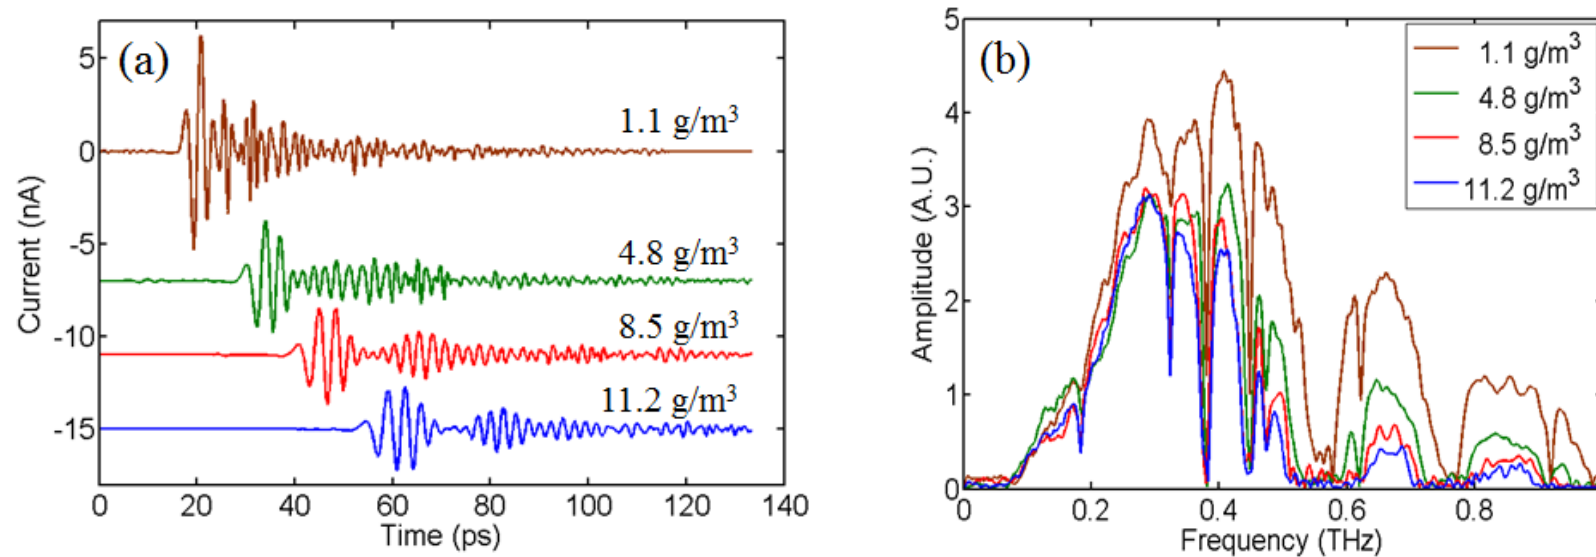 (a)
5
0
-5
-10
-15
Current (nA)
1.1 g/m³
4.8 g/m³
8.5 g/m³
11.2 g/m³
0 20 40 60 80 100 120 140
Time (ps)
(b)
5
4
3
2
1
0
Amplitude (A.U.)
1.1 g/m³
4.8 g/m³
8.5 g/m³
11.2 g/m³
0 0.2 0.4 0.6 0.8
Frequency (THz)